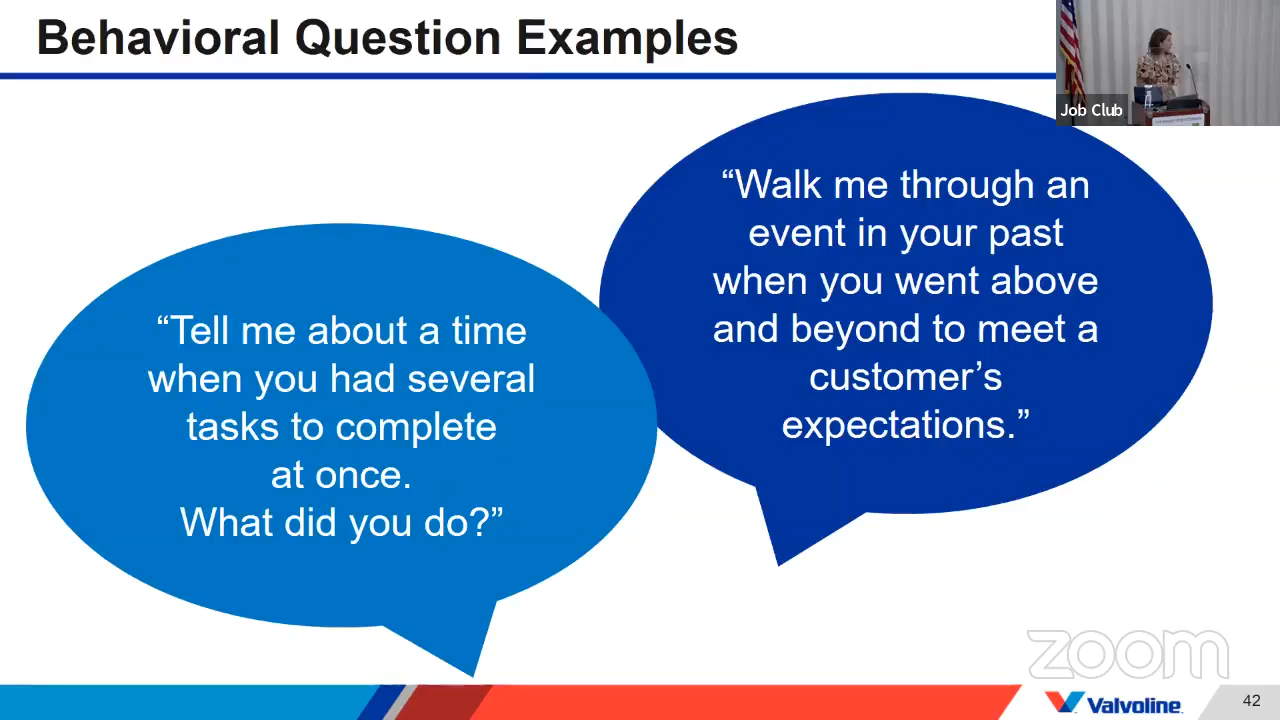 Behavioral Question Examples
Job Club
“Walk me through an
event in your past
when you went above
and beyond to meet a
customer’s
expectations.”
“Tell me about a time
when you had several
tasks to complete
at once.
What did you do?”
zoom
Valvoline
42